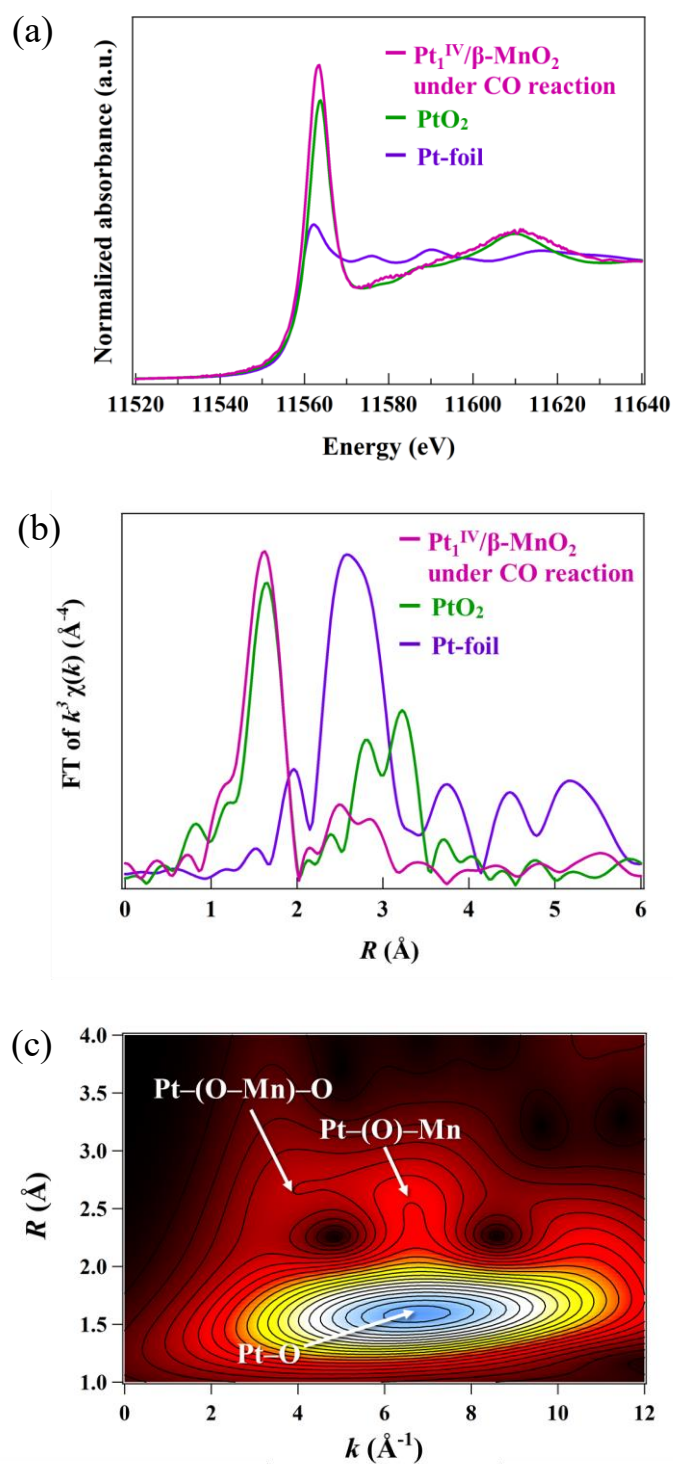 (a)
Pt₁ᴵⱽ/β-MnO₂
under CO reaction
PtO₂
Pt-foil
Normalized absorbance (a.u.)
11520 11540 11560 11580 11600 11620 11640
Energy (eV)
(b)
Pt₁ᴵⱽ/β-MnO₂
under CO reaction
PtO₂
Pt-foil
FT of k³ χ(k) (Å⁻⁴)
0 1 2 3 4 5 6
R (Å)
(c)
4.0
3.5
3.0
2.5
2.0
1.5
1.0
R (Å)
Pt–(O–Mn)–O
Pt–(O)–Mn
Pt–O
0 2 4 6 8 10 12
k (Å⁻¹)